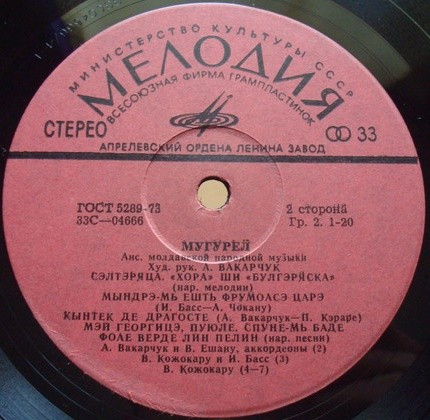 МИНИСТЕРСТВО КУЛЬТУРЫ СССР
МЕЛОДИЯ
ВСЕСОЮЗНАЯ ФИРМА ГРАМПЛАСТИНОК
СТЕРЕО
33
АПРЕЛЕВСКИЙ ОРДЕНА ЛЕНИНА ЗАВОД
ГОСТ 5289-73
2 сторона
33С—04666
Гр. 2. 1-20
МУГУРЕЛ
Анс. молдавской народной музыки
Худ. рук. А. ВАКАРЧУК
СЭЛТЭРЯЦА. «ХОРА» ШИ «БУЛГЭРЯСКА»
(нар. мелодии)
МЫНДРЭ-МЬ ЕШТЬ ФРУМОАСЭ ЦАРЭ
(И. Басс—А. Чокану)
КЫНТЕК ДЕ ДРАГОСТЕ (А. Вакарчук—П. Кэраре)
МЭЙ ГЕОРГИЦЭ, ПУЮЛЕ. СПУНЕ-МЬ БАДЕ
ФОАЕ ВЕРДЕ ЛИН ПЕЛИН (нар. песни)
А. Вакарчук и В. Ешану, аккордеоны (2)
В. Кожокару и И. Басс (3)
В. Кожокару (4—7)